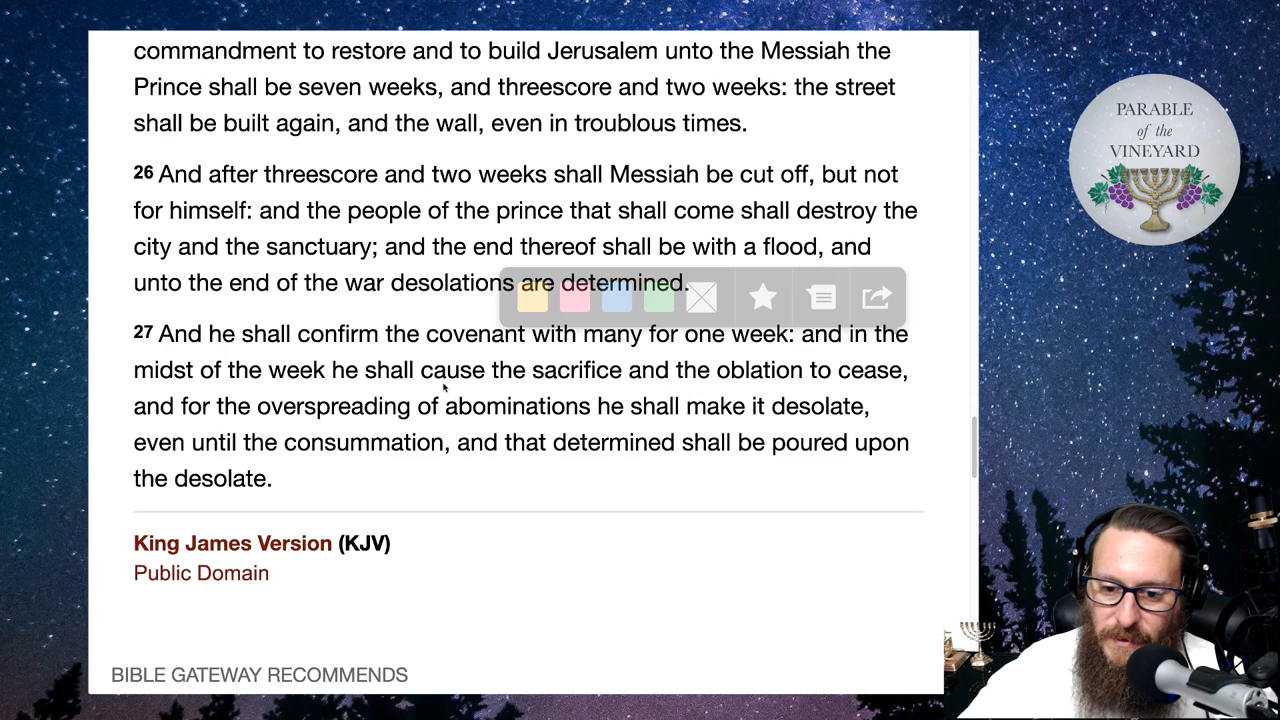 commandment to restore and to build Jerusalem unto the Messiah the
Prince shall be seven weeks, and threescore and two weeks: the street
shall be built again, and the wall, even in troublous times.
26 And after threescore and two weeks shall Messiah be cut off, but not
for himself: and the people of the prince that shall come shall destroy the
city and the sanctuary; and the end thereof shall be with a flood, and
unto the end of the war desolations are determined.
27 And he shall confirm the covenant with many for one week: and in the
midst of the week he shall cause the sacrifice and the oblation to cease,
and for the overspreading of abominations he shall make it desolate,
even until the consummation, and that determined shall be poured upon
the desolate.
King James Version (KJV)
Public Domain
BIBLE GATEWAY RECOMMENDS
PARABLE
of the
VINEYARD